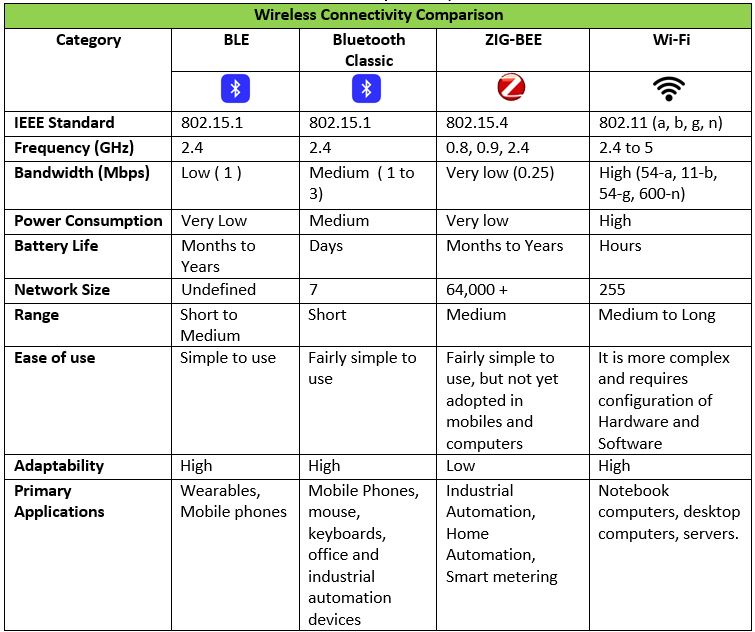 Wireless Connectivity Comparison
Category
BLE
Bluetooth
Classic
ZIG-BEE
Wi-Fi
IEEE Standard
802.15.1
802.15.1
802.15.4
802.11 (a, b, g, n)
Frequency (GHz)
2.4
2.4
0.8, 0.9, 2.4
2.4 to 5
Bandwidth (Mbps)
Low ( 1 )
Medium ( 1 to
3)
Very low (0.25)
High (54-a, 11-b,
54-g, 600-n)
Power Consumption
Very Low
Medium
Very low
High
Battery Life
Months to
Years
Days
Months to Years
Hours
Network Size
Undefined
7
64,000 +
255
Range
Short to
Medium
Short
Medium
Medium to Long
Ease of use
Simple to use
Fairly simple to
use
Fairly simple to
use, but not yet
adopted in
mobiles and
computers
It is more complex
and requires
configuration of
Hardware and
Software
Adaptability
High
High
Low
High
Primary
Applications
Wearables,
Mobile phones
Mobile Phones,
mouse,
keyboards,
office and
industrial
automation
devices
Industrial
Automation,
Home
Automation,
Smart metering
Notebook
computers, desktop
computers, servers.